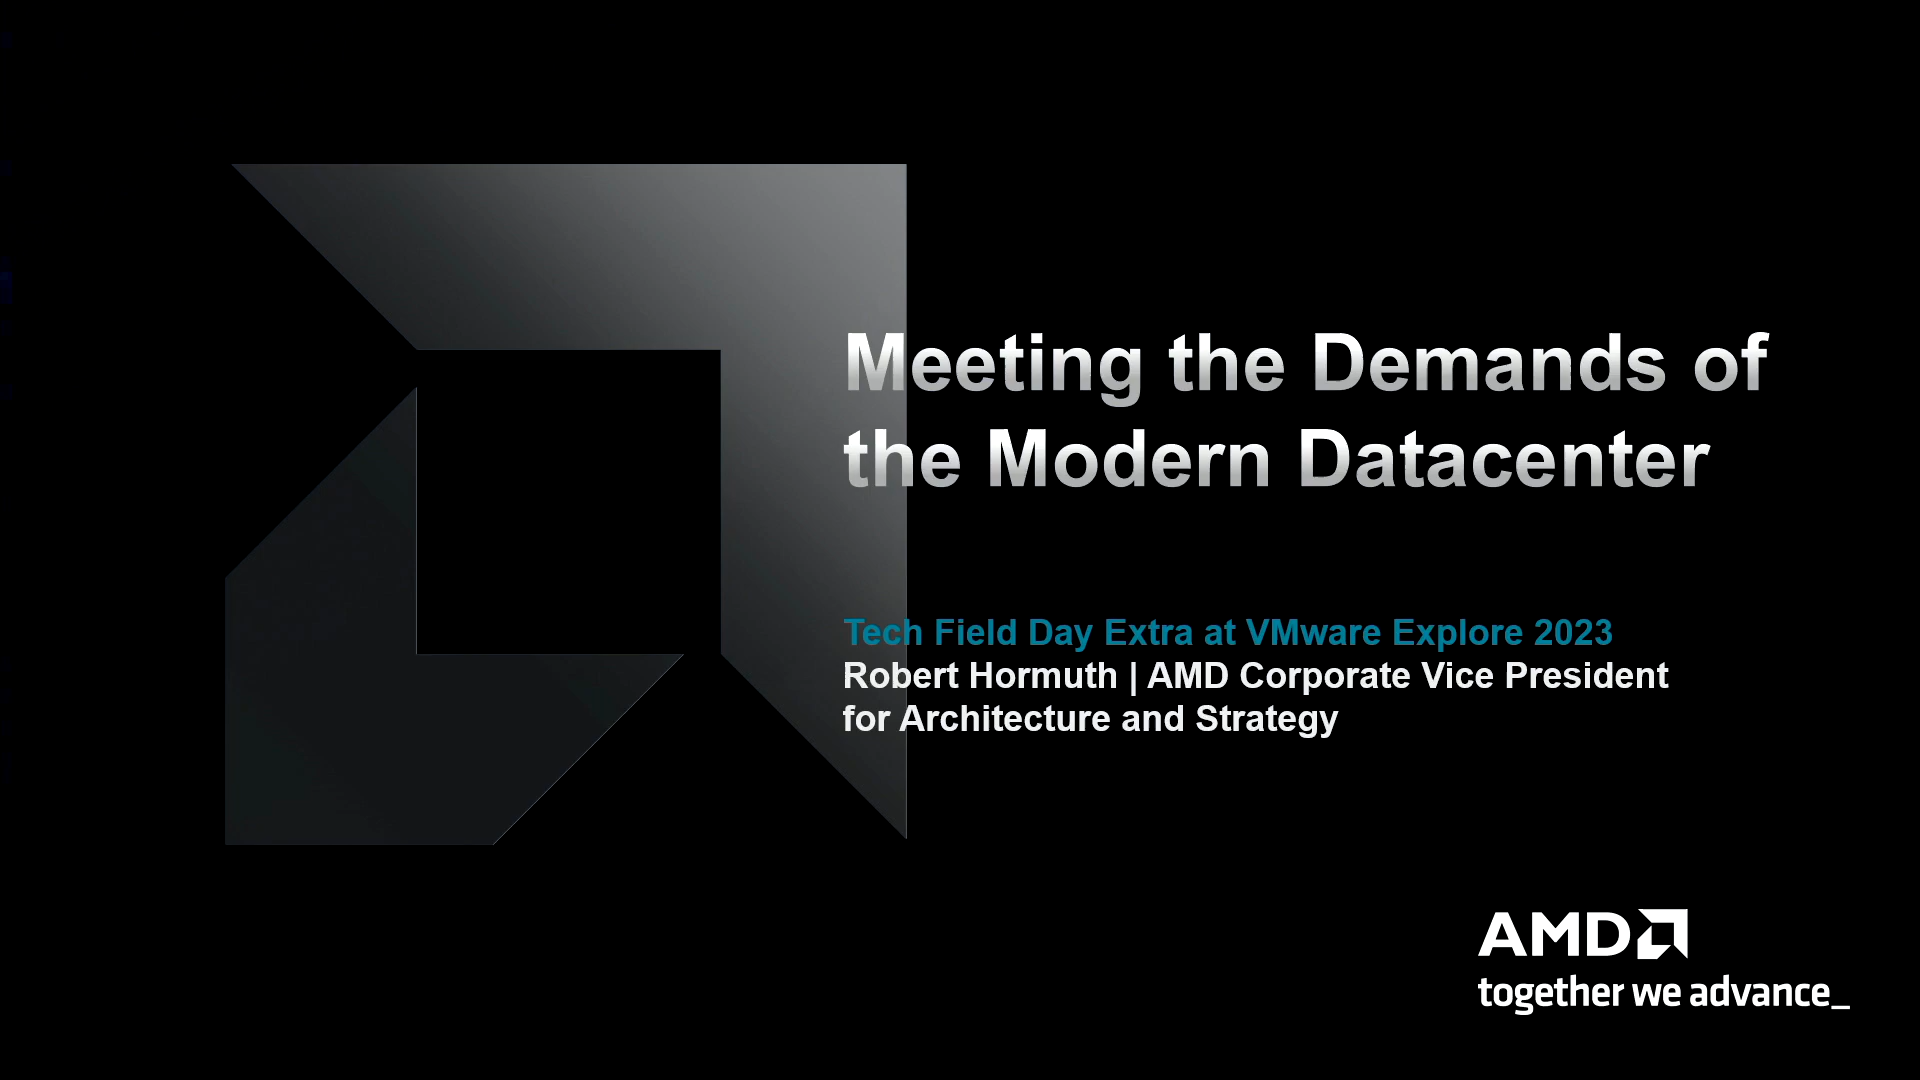 Meeting the Demands of
the Modern Datacenter
Tech Field Day Extra at VMware Explore 2023
Robert Hormuth | AMD Corporate Vice President
for Architecture and Strategy
AMD
together we advance_